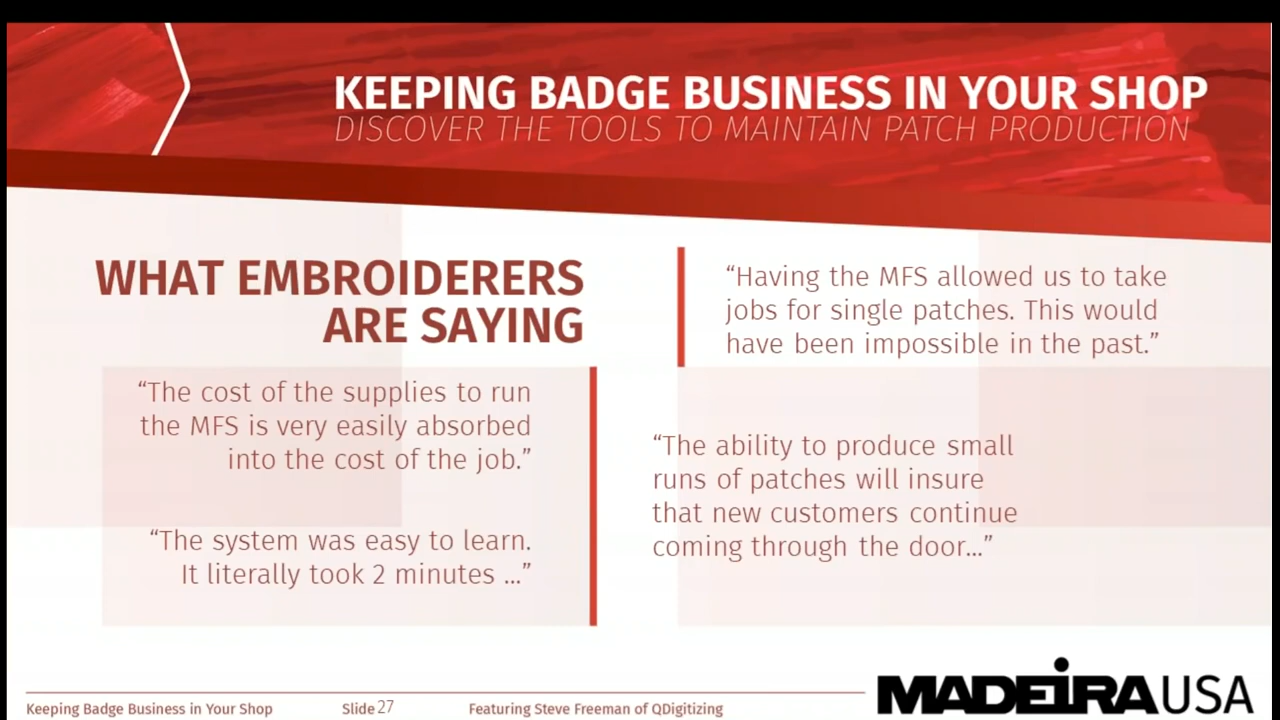 KEEPING BADGE BUSINESS IN YOUR SHOP
DISCOVER THE TOOLS TO MAINTAIN PATCH PRODUCTION
WHAT EMBROIDERERS
ARE SAYING
“The cost of the supplies to run
the MFS is very easily absorbed
into the cost of the job.”
“The system was easy to learn.
It literally took 2 minutes ...”
“Having the MFS allowed us to take
jobs for single patches. This would
have been impossible in the past.”
“The ability to produce small
runs of patches will insure
that new customers continue
coming through the door...”
Keeping Badge Business in Your Shop Slide 27 Featuring Steve Freeman of QDigitizing
MADEIRA USA